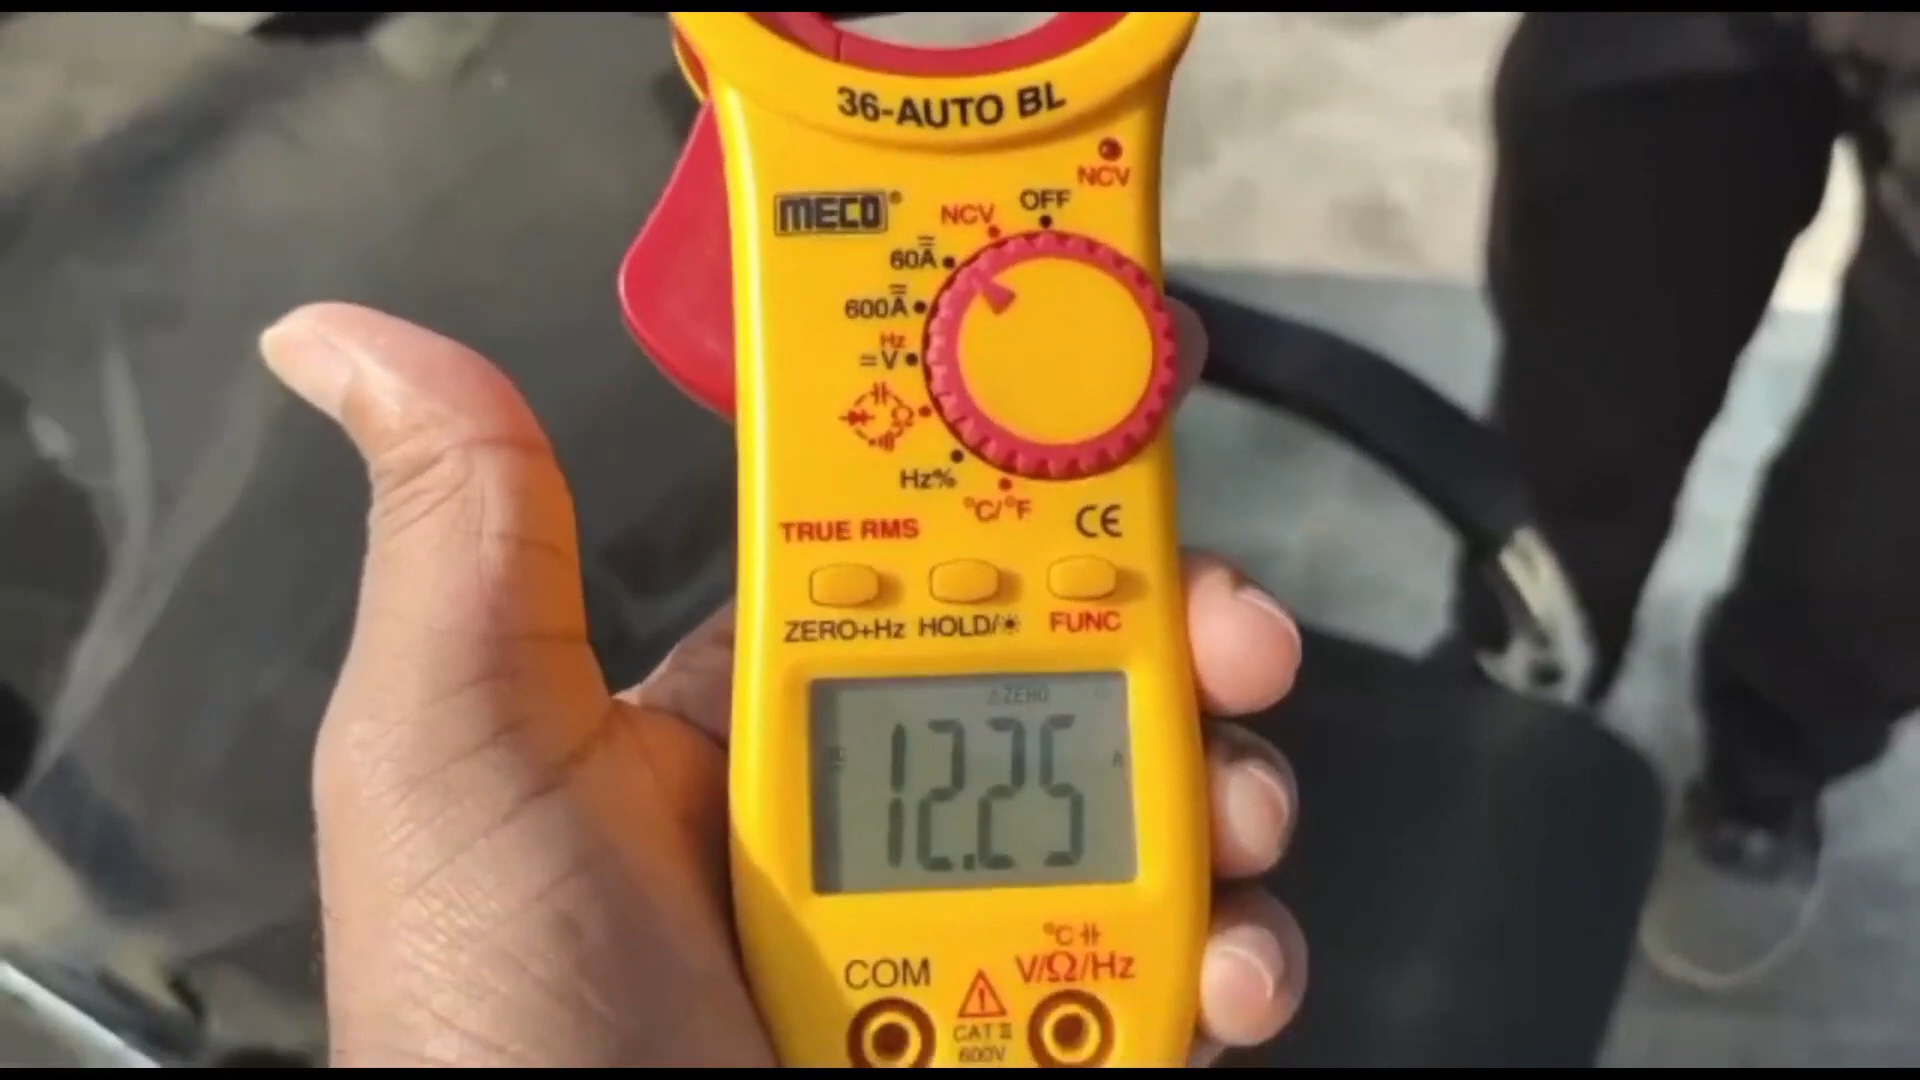 36-AUTO BL
NCV
MECO®
NCV
OFF
60A
600A
Hz
V
Ω
Hz%
°C/°F
TRUE RMS
CE
ZERO+Hz HOLD/☀ FUNC
ZERO
12.25
°C
COM
V/Ω/Hz
CAT II
600V